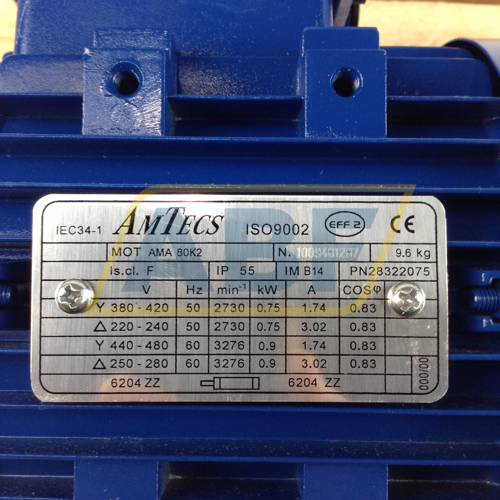 IEC34-1 AMTECS ISO9002 EFF 2 CE
MOT AMA 80K2 N. 9.6 kg
is.cl. F IP 55 IM B14 PN28322075
V Hz min⁻¹ kW A COSφ
Y 380-420 50 2730 0.75 1.74 0.83
△ 220-240 50 2730 0.75 3.02 0.83
Y 440-480 60 3276 0.9 1.74 0.83
△ 250-280 60 3276 0.9 3.02 0.83
6204 ZZ 6204 ZZ
000/00
ABF